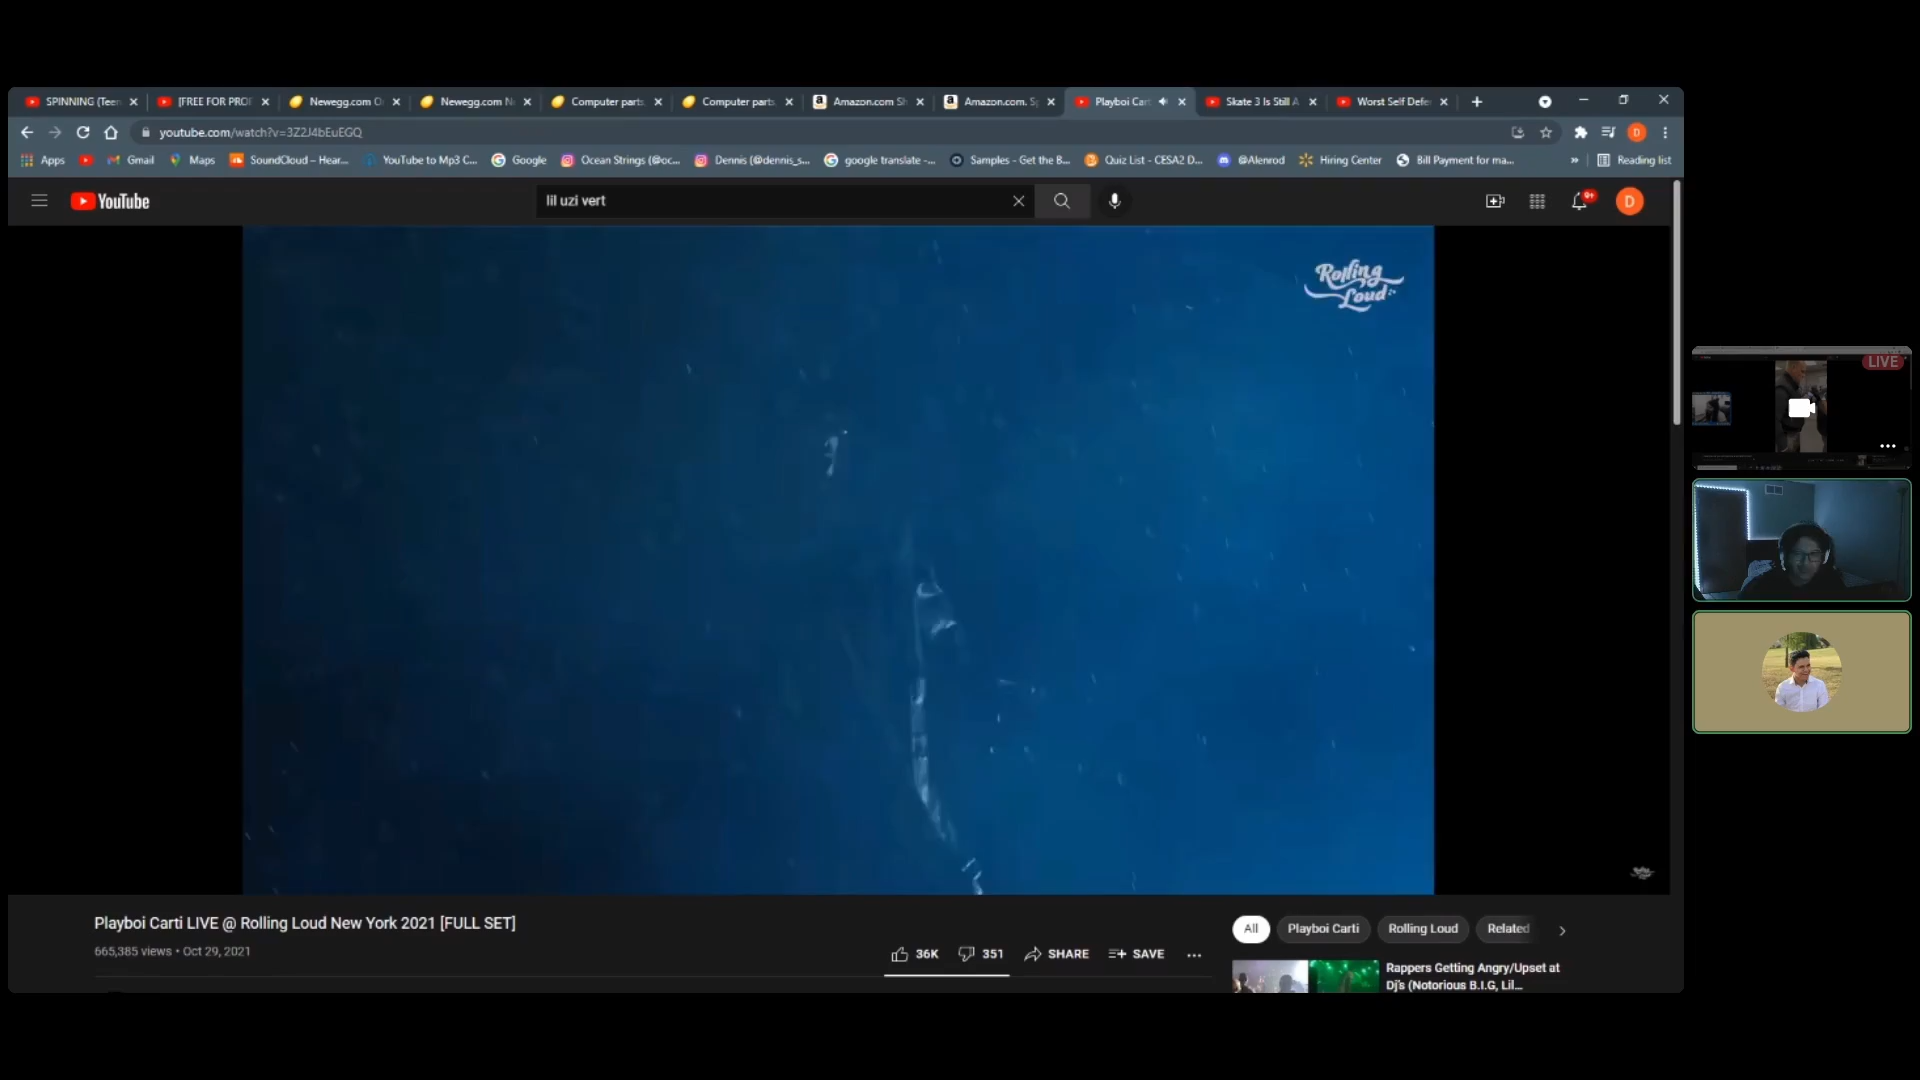 SPINNING (Teen
[FREE FOR PROF
Newegg.com O
Newegg.com N
Computer parts,
Computer parts,
Amazon.com Sh
Amazon.com. Sp
Playboi Car
Skate 3 Is Still A
Worst Self Defe
youtube.com/watch?v=3Z2J4bEuEGQ
Apps
Gmail
Maps
SoundCloud – Hear...
YouTube to Mp3 C...
Google
Ocean Strings (@oc...
Dennis (@dennis_s...
google translate -...
Samples - Get the B...
Quiz List - CESA2 D...
@Alenrod
Hiring Center
Bill Payment for ma...
»
Reading list
YouTube
lil uzi vert
9+
D
Rolling
Loud
LIVE
Playboi Carti LIVE @ Rolling Loud New York 2021 [FULL SET]
665,385 views • Oct 29, 2021
36K
351
SHARE
SAVE
All
Playboi Carti
Rolling Loud
Related
Rappers Getting Angry/Upset at
Dj's (Notorious B.I.G, Lil...